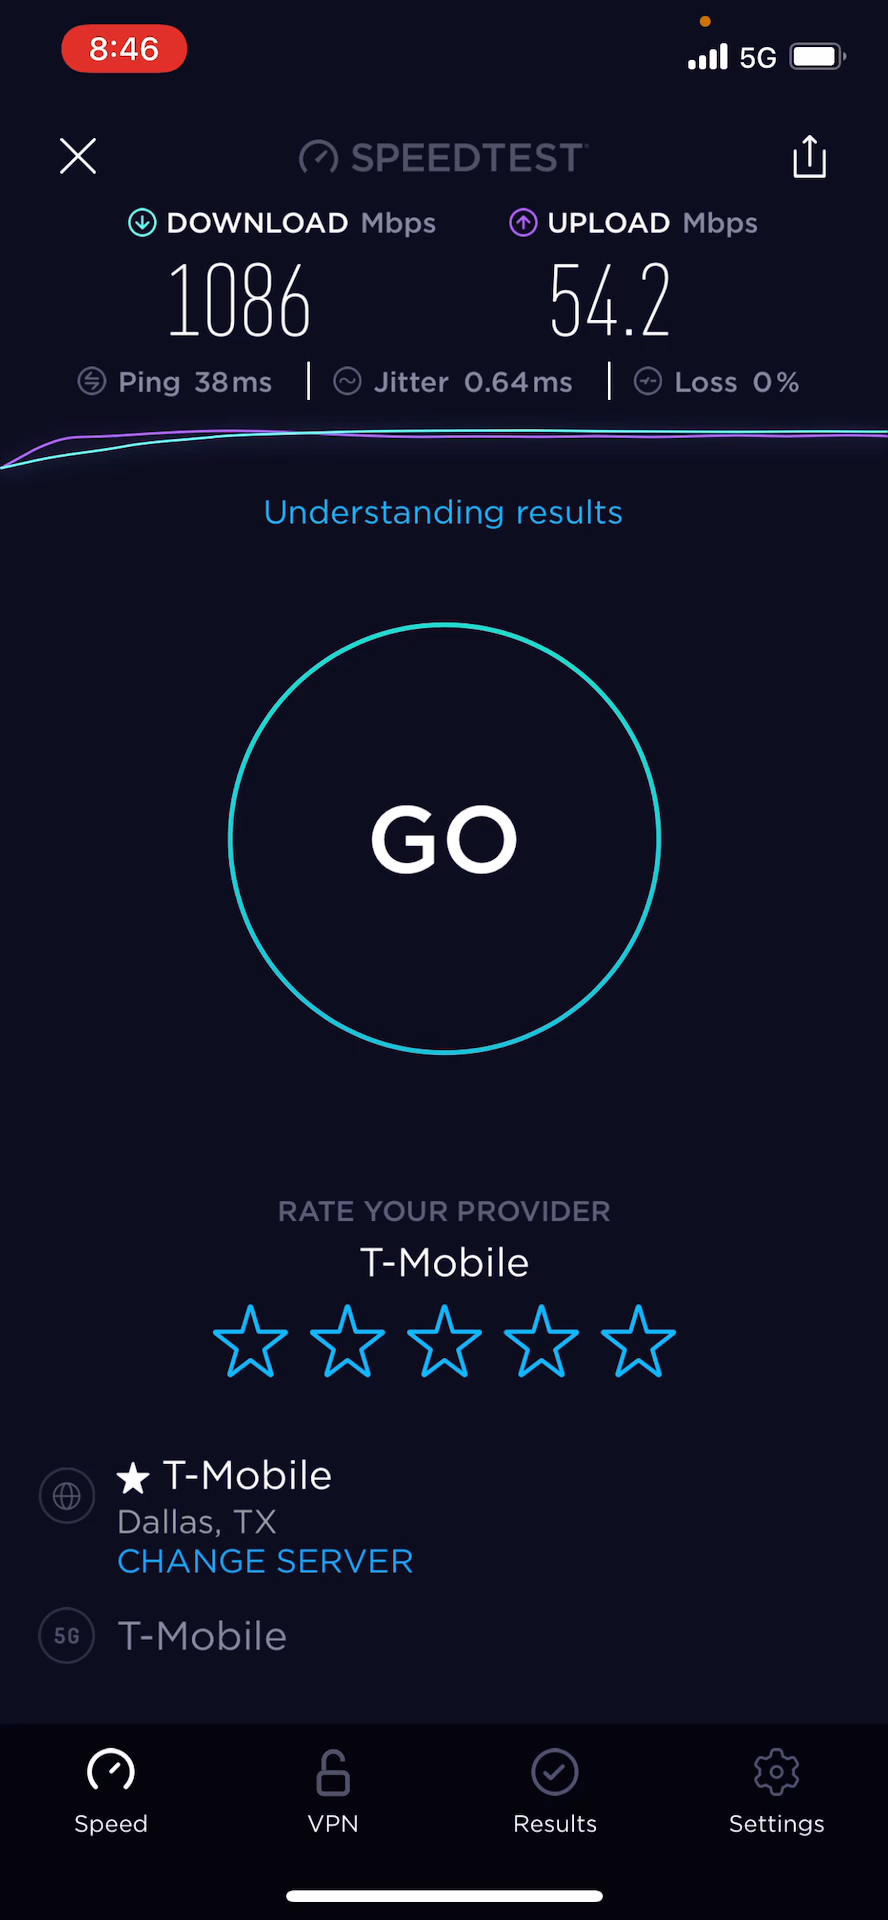 8:46 5G
SPEEDTEST
DOWNLOAD Mbps UPLOAD Mbps
1086 54.2
Ping 38ms Jitter 0.64ms Loss 0%
Understanding results
GO
RATE YOUR PROVIDER
T-Mobile
T-Mobile
Dallas, TX
CHANGE SERVER
5G T-Mobile
Speed VPN Results Settings